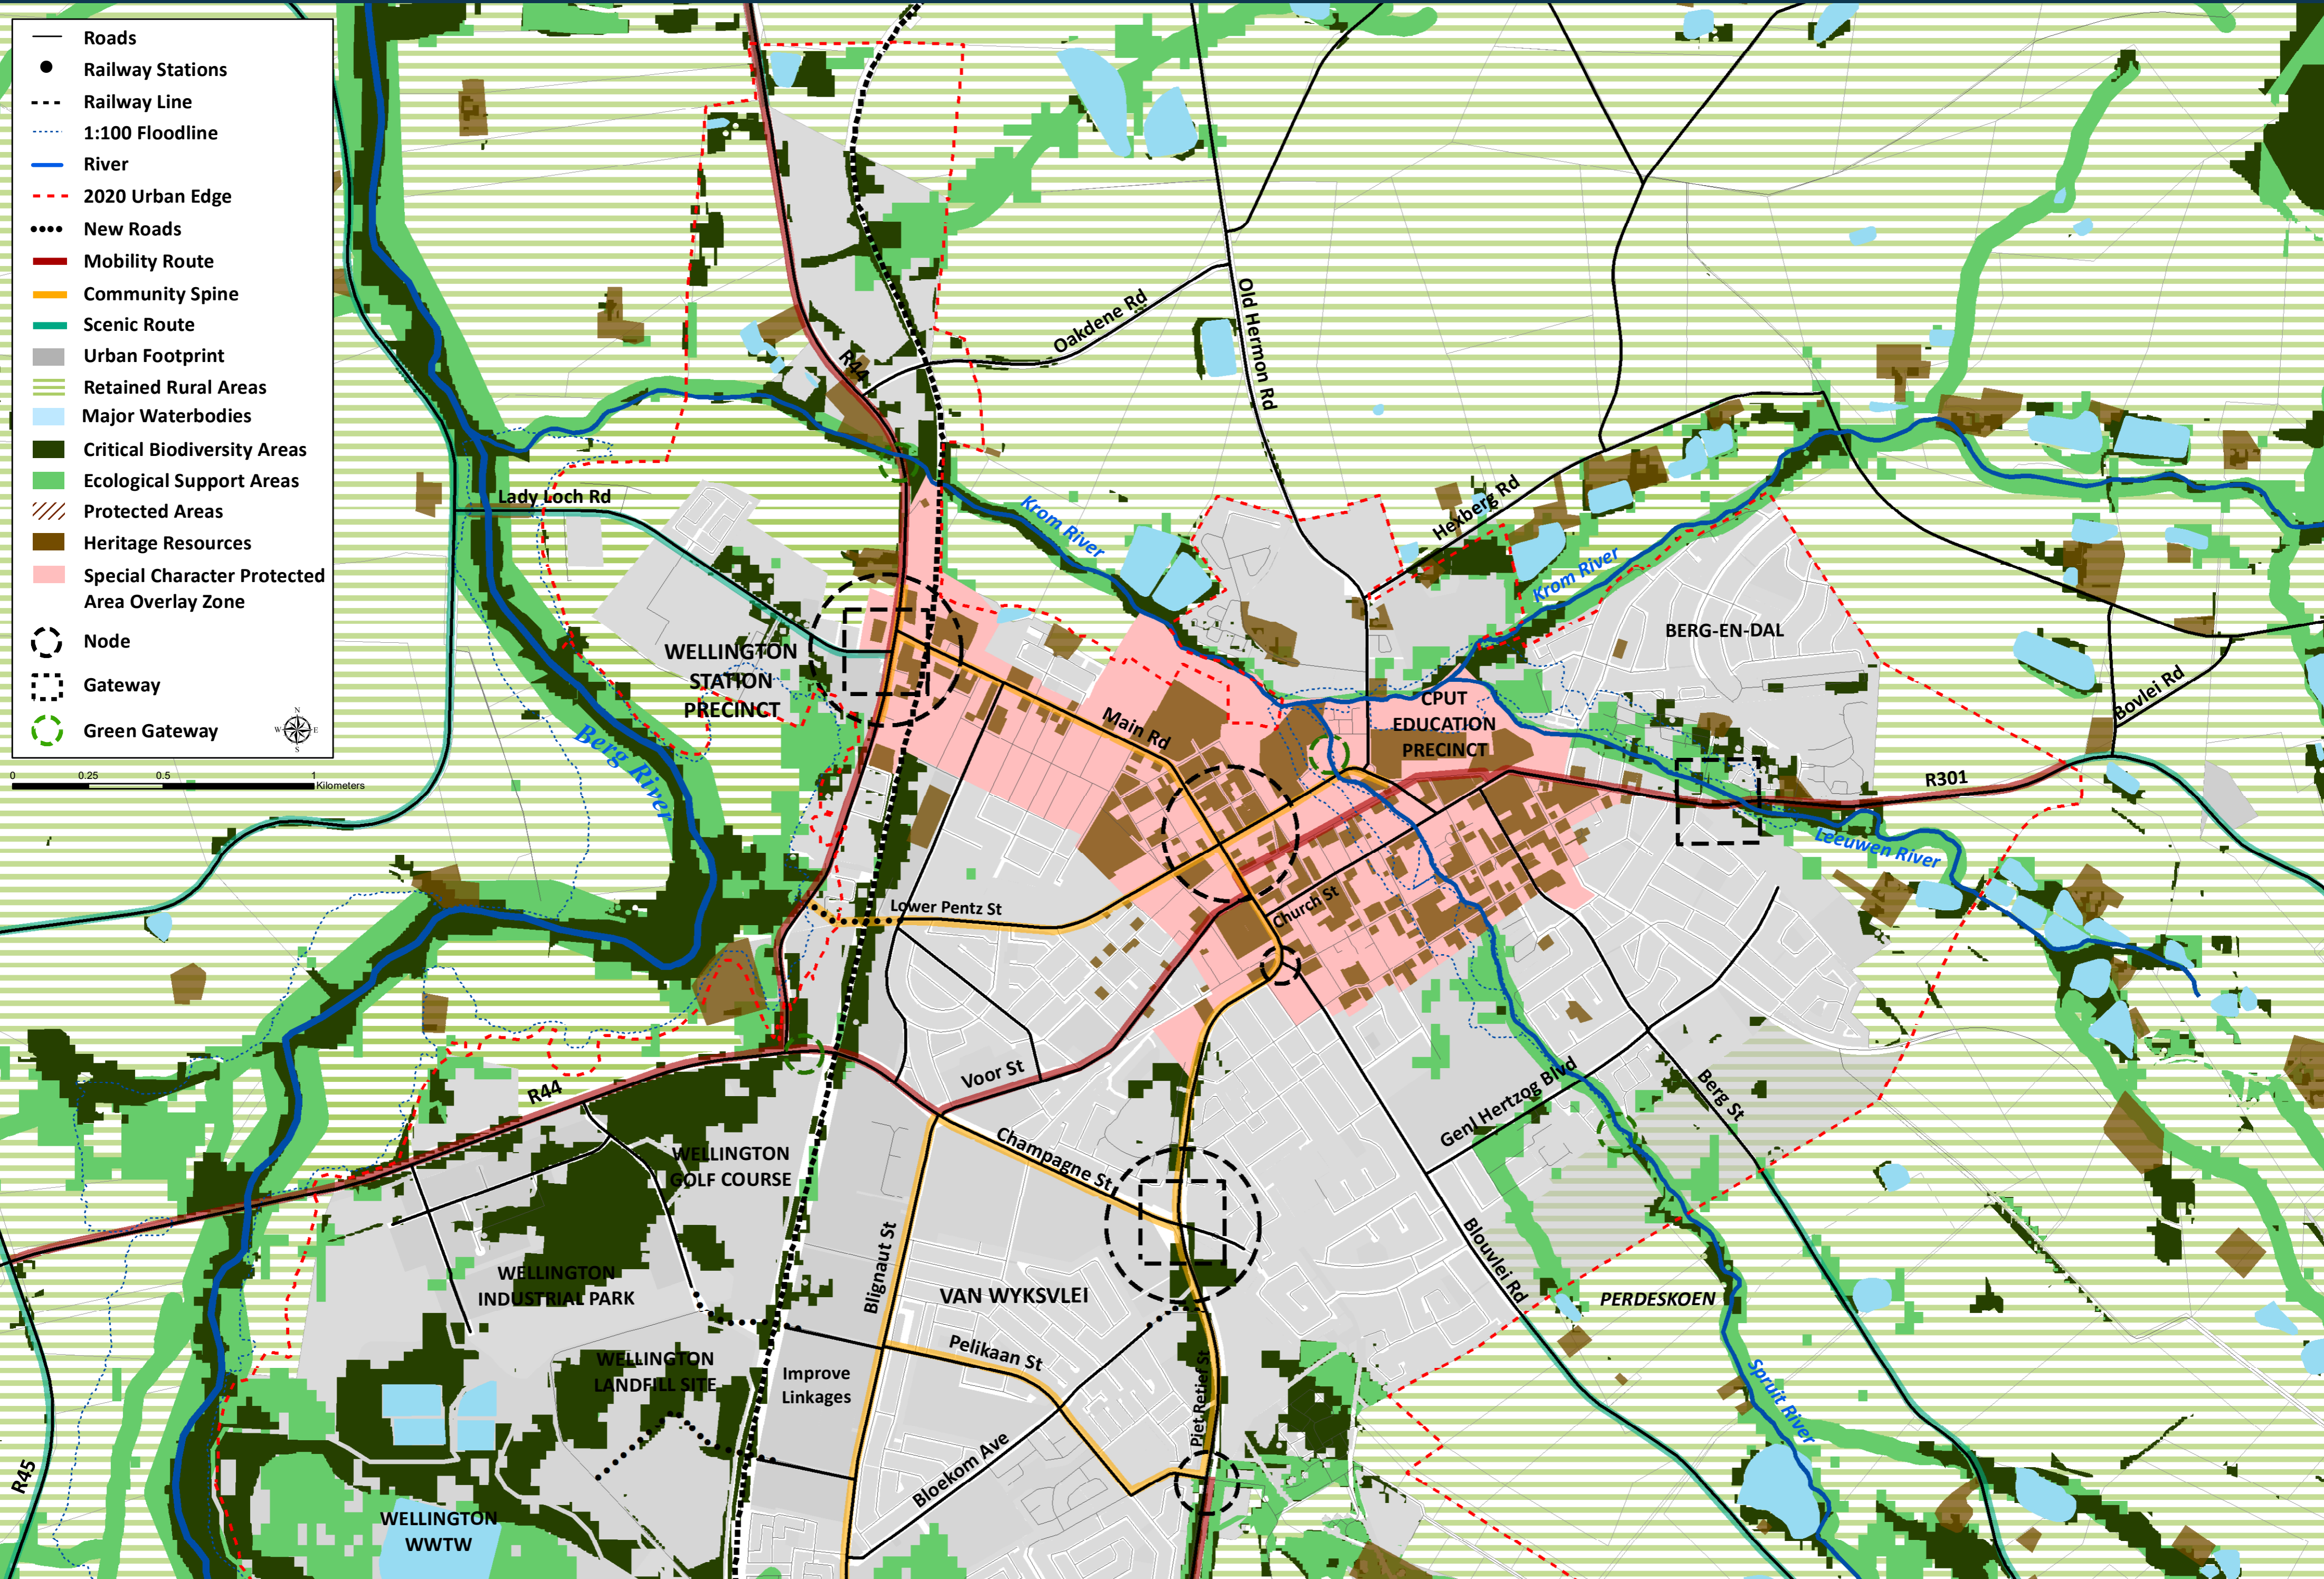 Roads
Railway Stations
Railway Line
1:100 Floodline
River
2020 Urban Edge
New Roads
Mobility Route
Community Spine
Scenic Route
Urban Footprint
Retained Rural Areas
Major Waterbodies
Critical Biodiversity Areas
Ecological Support Areas
Protected Areas
Heritage Resources
Special Character Protected
Area Overlay Zone
Node
Gateway
Green Gateway
N
W E
S
0 0.25 0.5 1
Kilometers
R44
Oakdene Rd
Old Hermon Rd
Lady Loch Rd
Krom River
Hexberg Rd
Krom River
BERG-EN-DAL
WELLINGTON
STATION
PRECINCT
Berg River
Main Rd
CPUT
EDUCATION
PRECINCT
Bovlei Rd
R301
Leeuwen River
Lower Pentz St
Church St
Voor St
R44
Genl Hertzog Blvd
Berg St
WELLINGTON
GOLF COURSE
Champagne St
Blignaut St
Blouvlei Rd
WELLINGTON
INDUSTRIAL PARK
VAN WYKSVLEI
PERDESKOEN
Pelikaan St
WELLINGTON
LANDFILL SITE
Improve
Linkages
Piet Retief St
Spruit River
Bloekom Ave
R45
WELLINGTON
WWTW